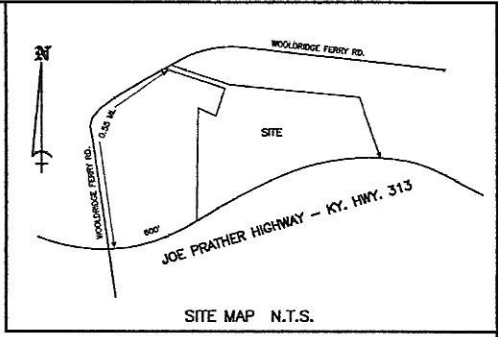 WOOLDRIDGE FERRY RD.
N
0.55 MI.
SITE
WOOLDRIDGE FERRY RD.
600'
JOE PRATHER HIGHWAY - KY. HWY. 313
SITE MAP N.T.S.